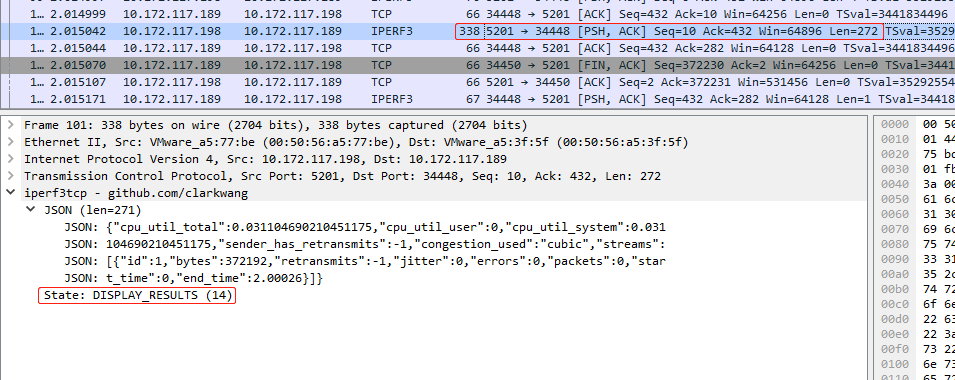 1… 2.014999 10.172.117.189 10.172.117.198 TCP 66 34448 → 5201 [ACK] Seq=432 Ack=10 Win=64256 Len=0 TSval=3441834496
1… 2.015042 10.172.117.198 10.172.117.189 IPERF3 338 5201 → 34448 [PSH, ACK] Seq=10 Ack=432 Win=64896 Len=272 TSval=3529
1… 2.015044 10.172.117.189 10.172.117.198 TCP 66 34448 → 5201 [ACK] Seq=432 Ack=282 Win=64128 Len=0 TSval=344183449
1… 2.015070 10.172.117.189 10.172.117.198 TCP 66 34450 → 5201 [FIN, ACK] Seq=372230 Ack=2 Win=64256 Len=0 TSval=3441
1… 2.015107 10.172.117.198 10.172.117.189 TCP 66 5201 → 34450 [ACK] Seq=2 Ack=372231 Win=531456 Len=0 TSval=35292554
1… 2.015171 10.172.117.189 10.172.117.198 IPERF3 67 34448 → 5201 [PSH, ACK] Seq=432 Ack=282 Win=64128 Len=1 TSval=34418
Frame 101: 338 bytes on wire (2704 bits), 338 bytes captured (2704 bits)
Ethernet II, Src: VMware_a5:77:be (00:50:56:a5:77:be), Dst: VMware_a5:3f:5f (00:50:56:a5:3f:5f)
Internet Protocol Version 4, Src: 10.172.117.198, Dst: 10.172.117.189
Transmission Control Protocol, Src Port: 5201, Dst Port: 34448, Seq: 10, Ack: 432, Len: 272
iperf3tcp - github.com/clarkwang
JSON (len=271)
JSON: {"cpu_util_total":0.031104690210451175,"cpu_util_user":0,"cpu_util_system":0.031
JSON: 104690210451175,"sender_has_retransmits":-1,"congestion_used":"cubic","streams":
JSON: [{"id":1,"bytes":372192,"retransmits":-1,"jitter":0,"errors":0,"packets":0,"star
JSON: t_time":0,"end_time":2.00026}]}
State: DISPLAY_RESULTS (14)
0000 00 50
0010 01 44
0020 75 bd
0030 01 fb
0040 3a 00
0050 61 6c
0060 31 30
0070 69 6c
0080 75 74
0090 33 31
00a0 35 2c
00b0 74 72
00c0 6f 6e
00d0 22 63
00e0 22 3a
00f0 73 22
0100 6e 73